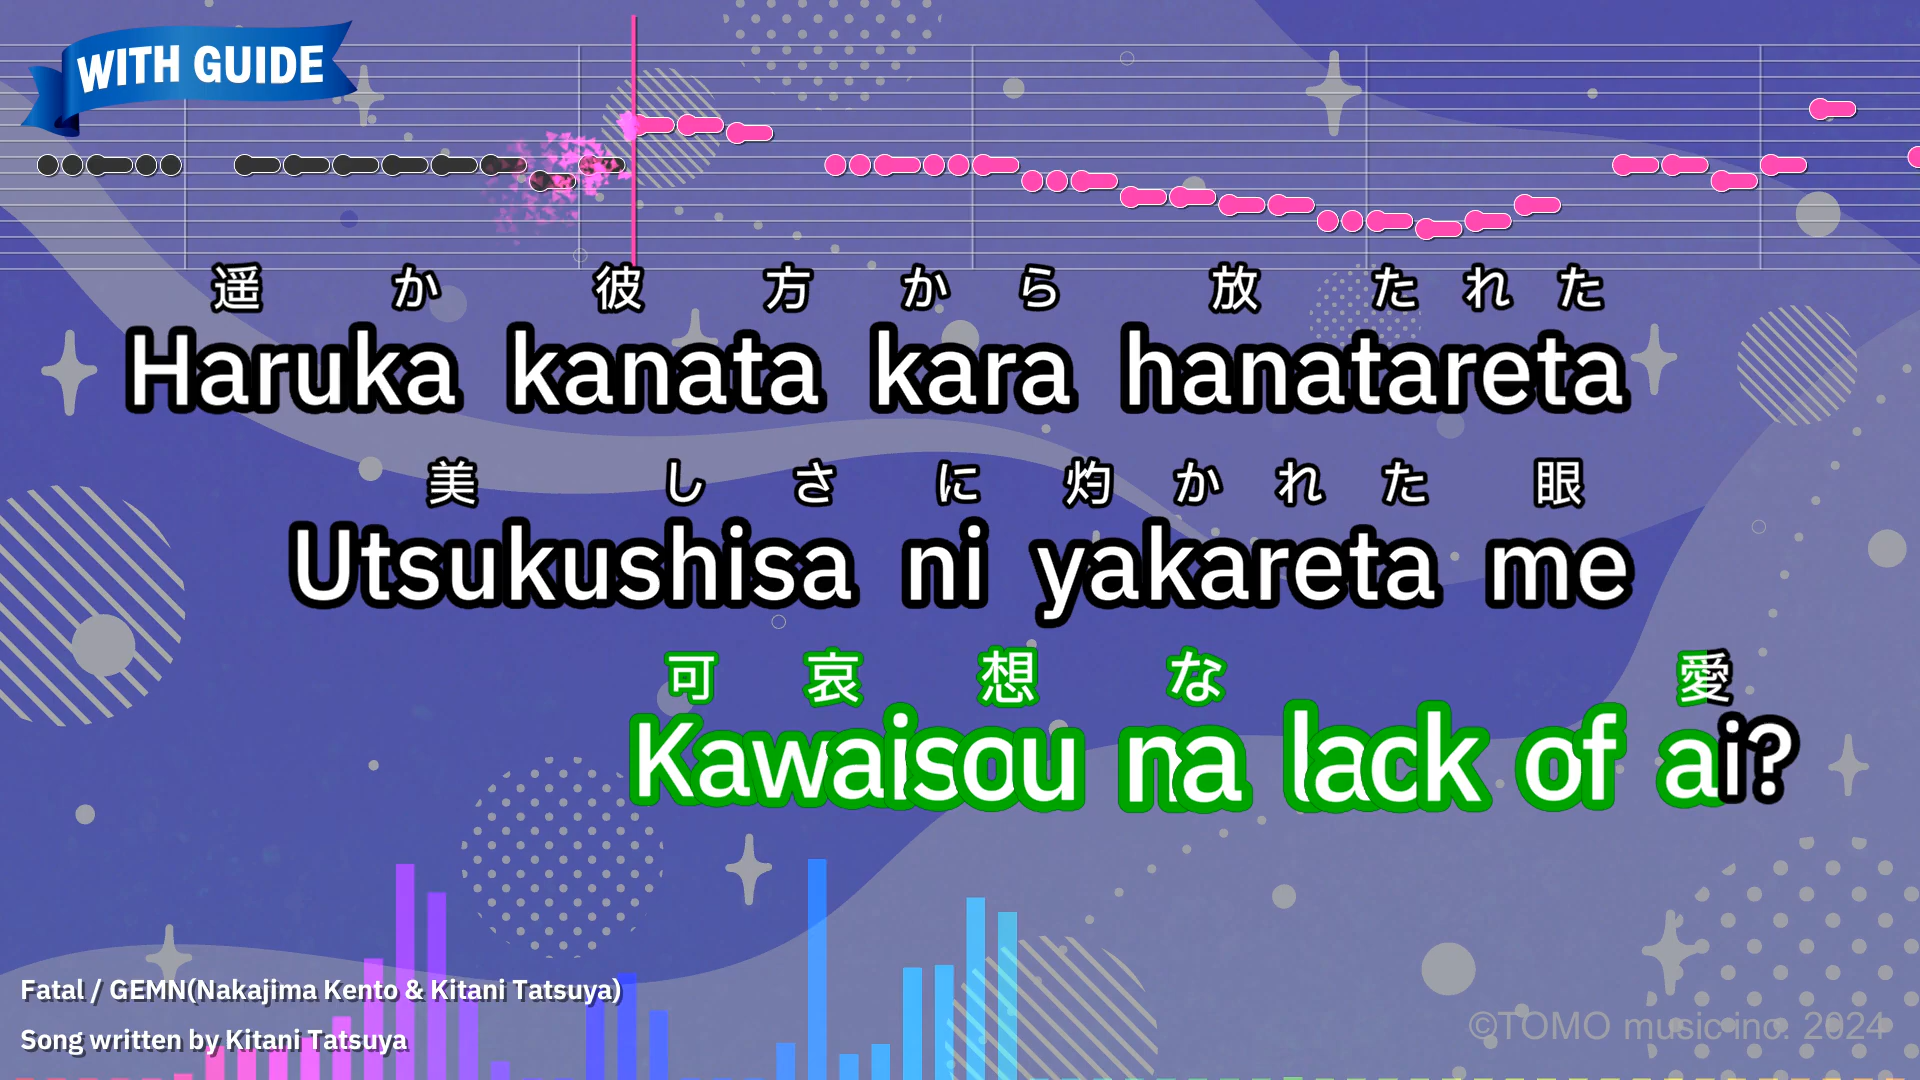 WITH GUIDE
遥か彼方から放たれた
Haruka kanata kara hanatareta
美しさに灼かれた眼
Utsukushisa ni yakareta me
可哀想な愛
Kawaisou na lack of ai?
Fatal / GEMN(Nakajima Kento & Kitani Tatsuya)
Song written by Kitani Tatsuya
©TOMO music inc. 2024